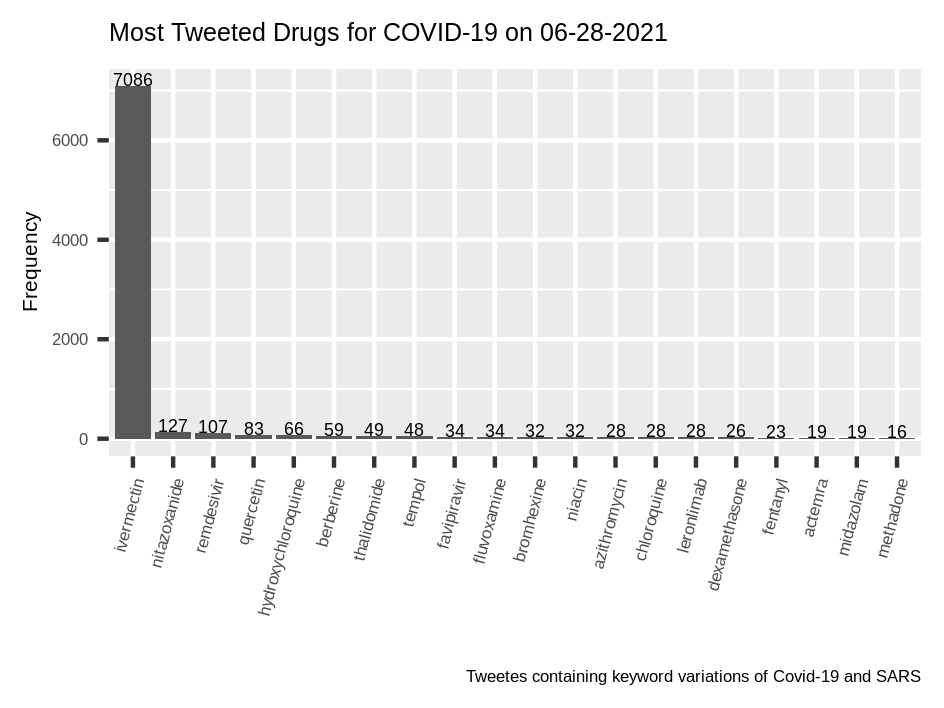 Most Tweeted Drugs for COVID-19 on 06-28-2021
7086
6000
4000
2000
0
Frequency
127
107
83
66
59
49
48
34
34
32
32
28
28
28
26
23
19
19
16
ivermectin
nitazoxanide
remdesivir
quercetin
hydroxychloroquine
berberine
thalidomide
tempol
favipiravir
fluvoxamine
bromhexine
niacin
azithromycin
chloroquine
leronlimab
dexamethasone
fentanyl
actemra
midazolam
methadone
Tweetes containing keyword variations of Covid-19 and SARS